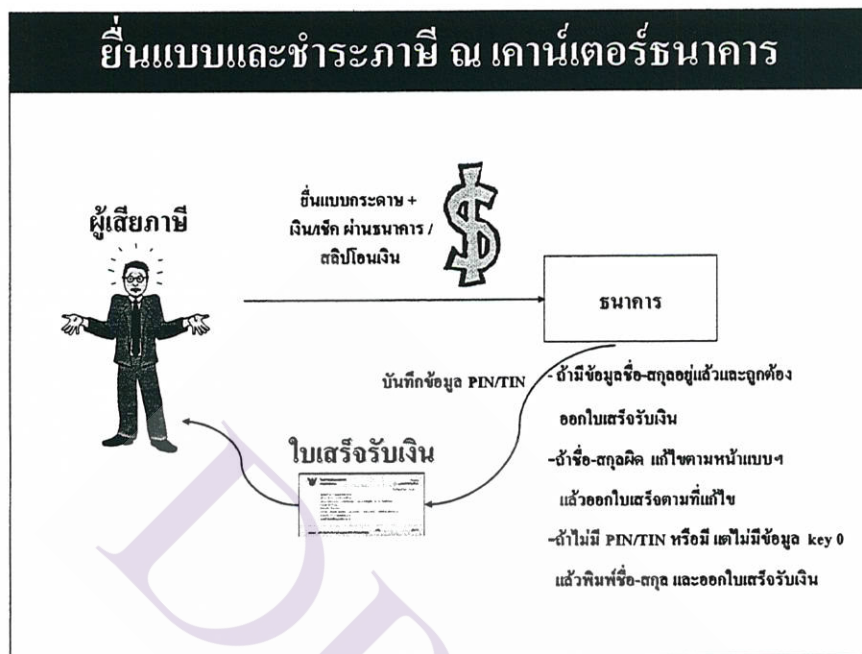 ยื่นแบบและชำระภาษี ณ เคาน์เตอร์ธนาคาร
ผู้เสียภาษี
ยื่นแบบกระดาษ +
เงิน/เช็ค ผ่านธนาคาร /
สลิปโอนเงิน
$
ธนาคาร
บันทึกข้อมูล PIN/TIN
- ถ้ามีข้อมูลชื่อ-สกุลอยู่แล้วและถูกต้อง
ออกใบเสร็จรับเงิน
-ถ้าชื่อ-สกุลผิด แก้ไขตามหน้าแบบฯ
แล้วออกใบเสร็จตามที่แก้ไข
-ถ้าไม่มี PIN/TIN หรือมี แต่ไม่มีข้อมูล key 0
แล้วพิมพ์ชื่อ-สกุล และออกใบเสร็จรับเงิน
ใบเสร็จรับเงิน